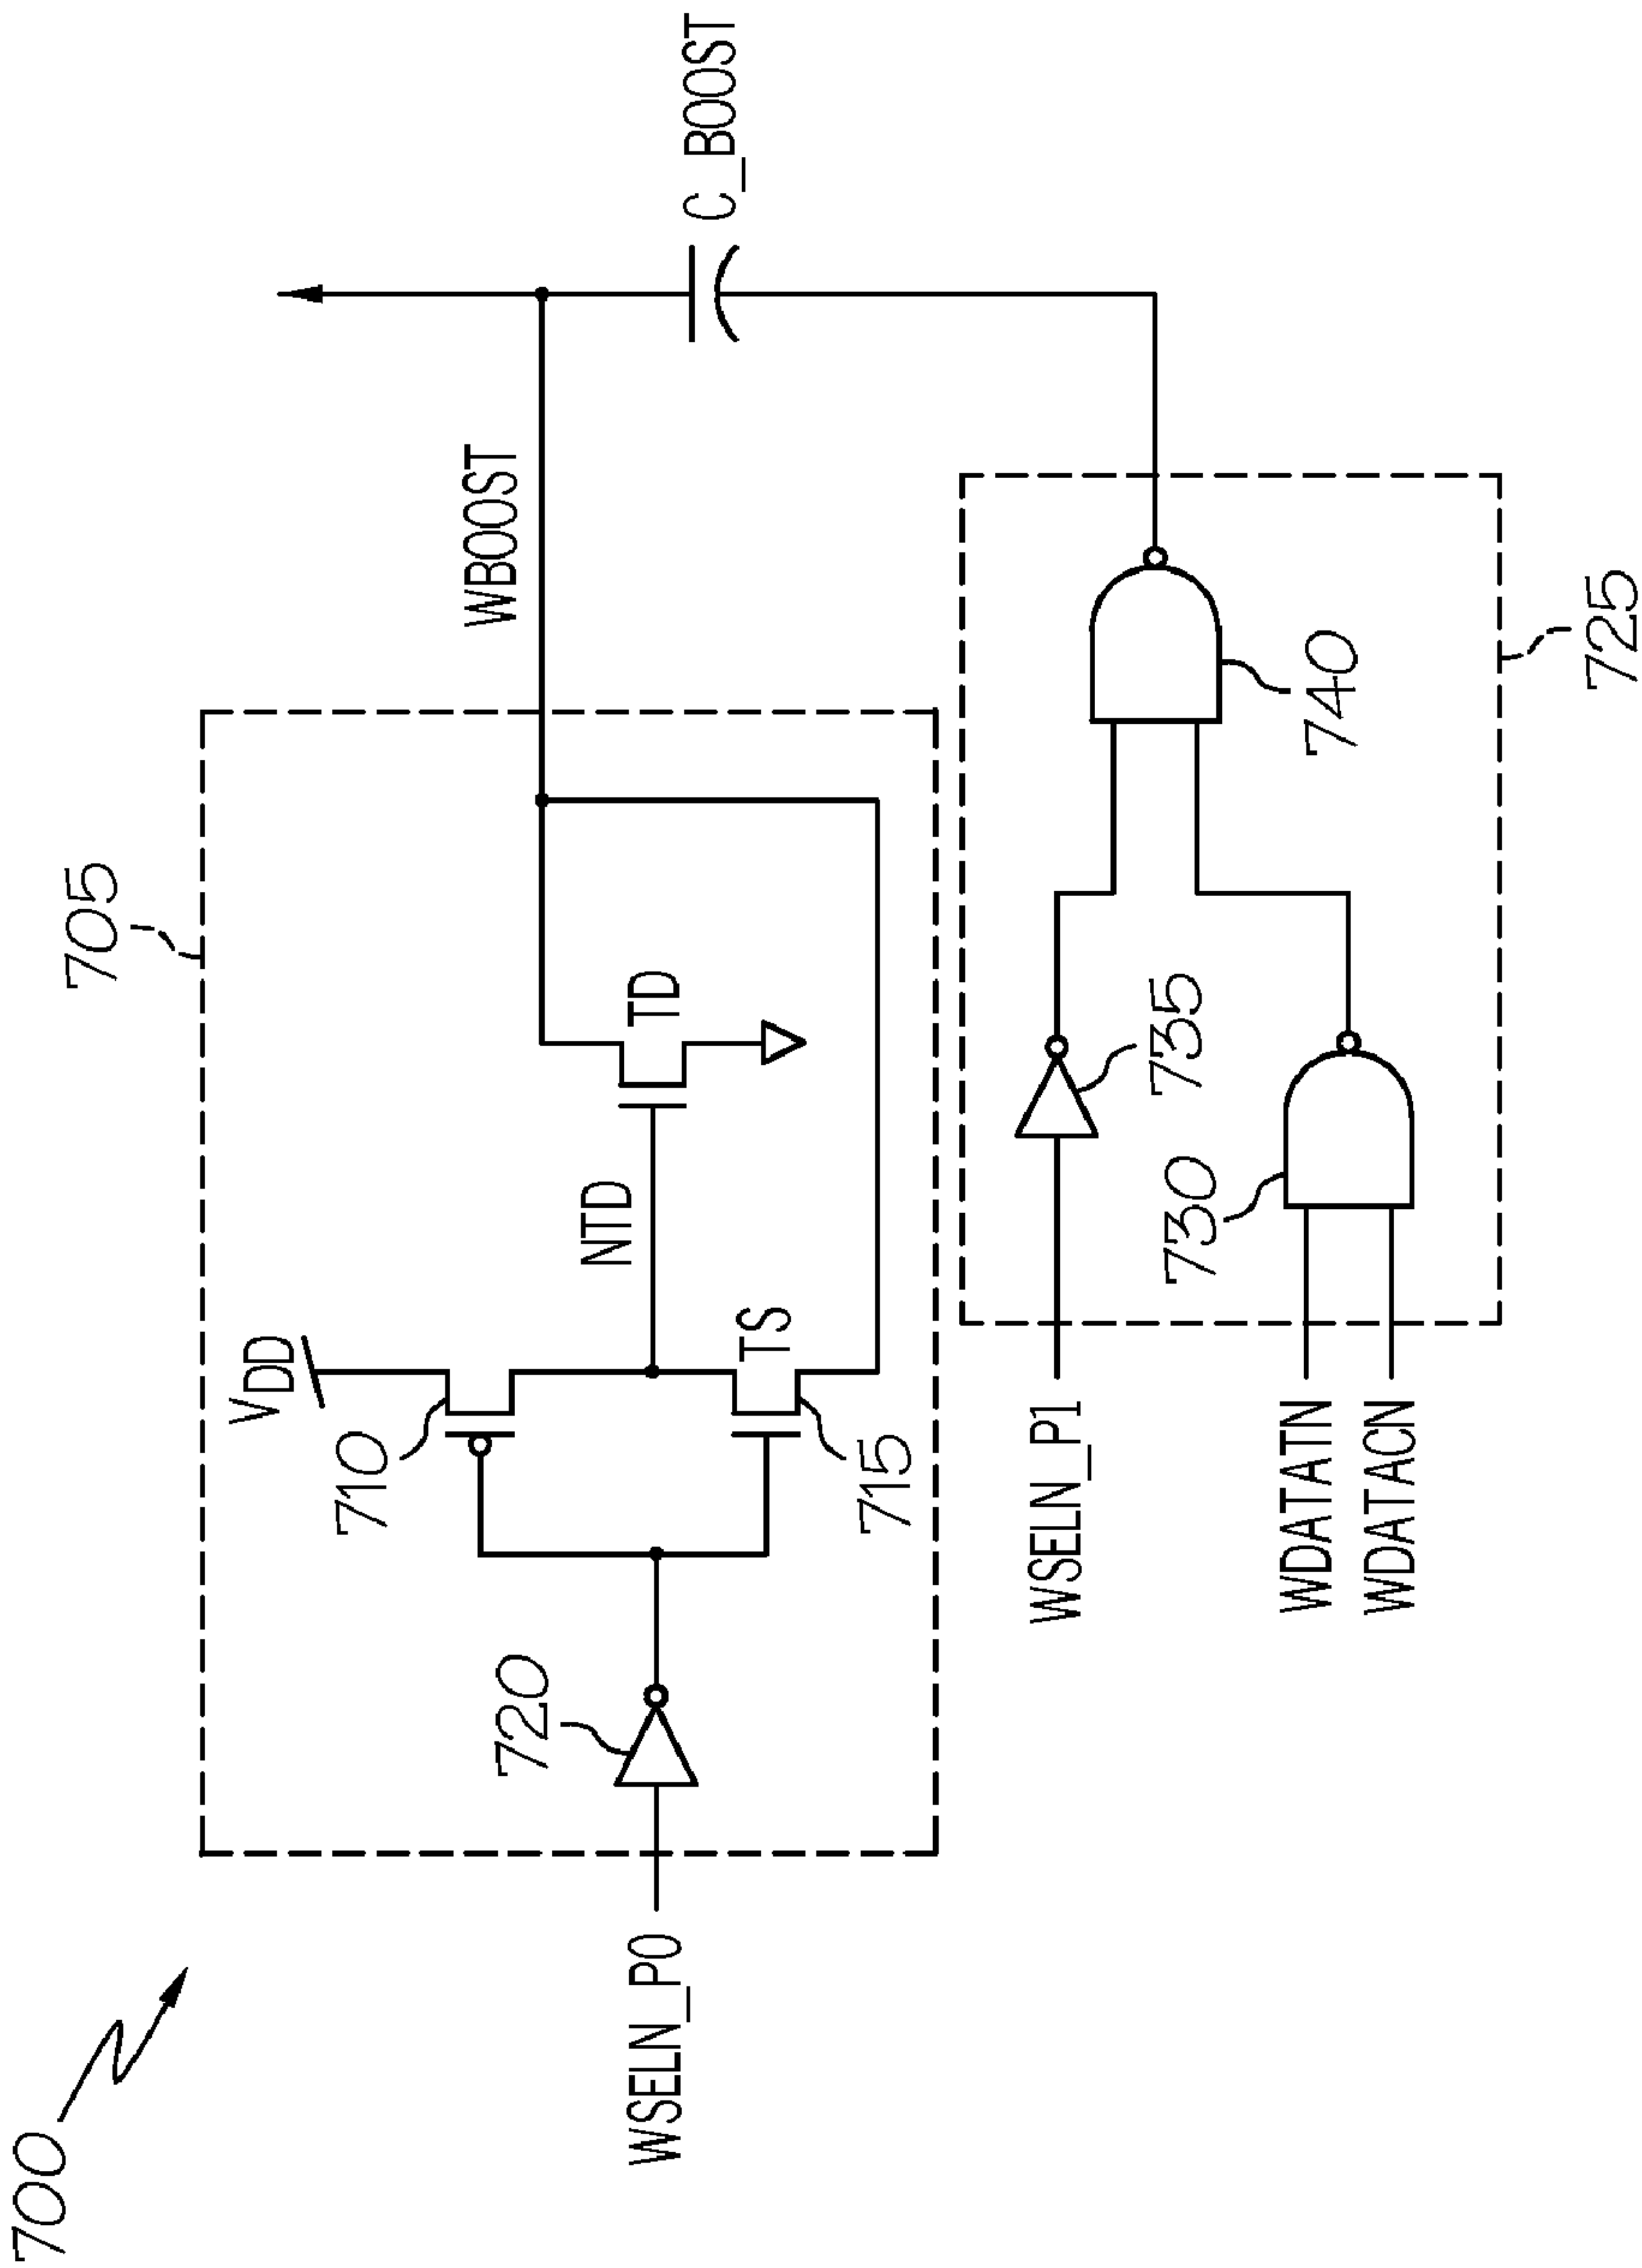 700
705
VDD
710
NTD
TD
TS
715
720
WSELN_P0
WBOOST
C_BOOST
WSELN_P1
735
730
740
WDATATN
WDATACN
725